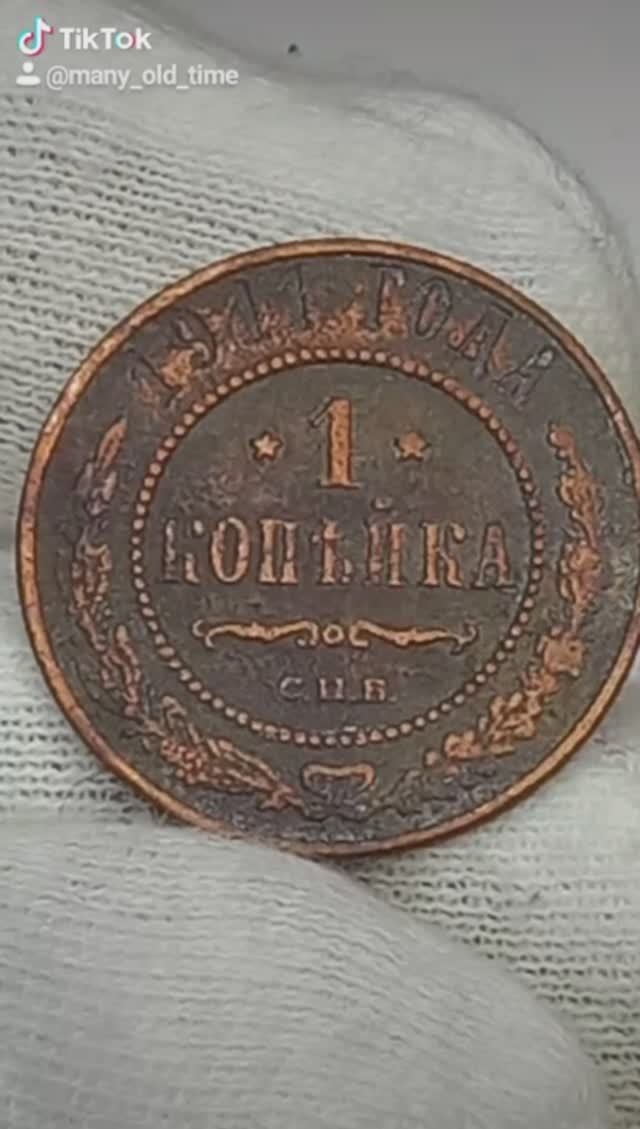 TikTok
@many_old_time
1911 ГОДА
1
КОПѢЙКА
С.П.Б.